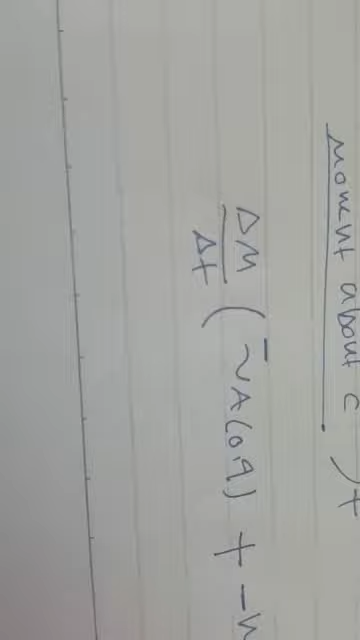 moment about C )+
ΔM/Δt ( -VA(0.9) + -W